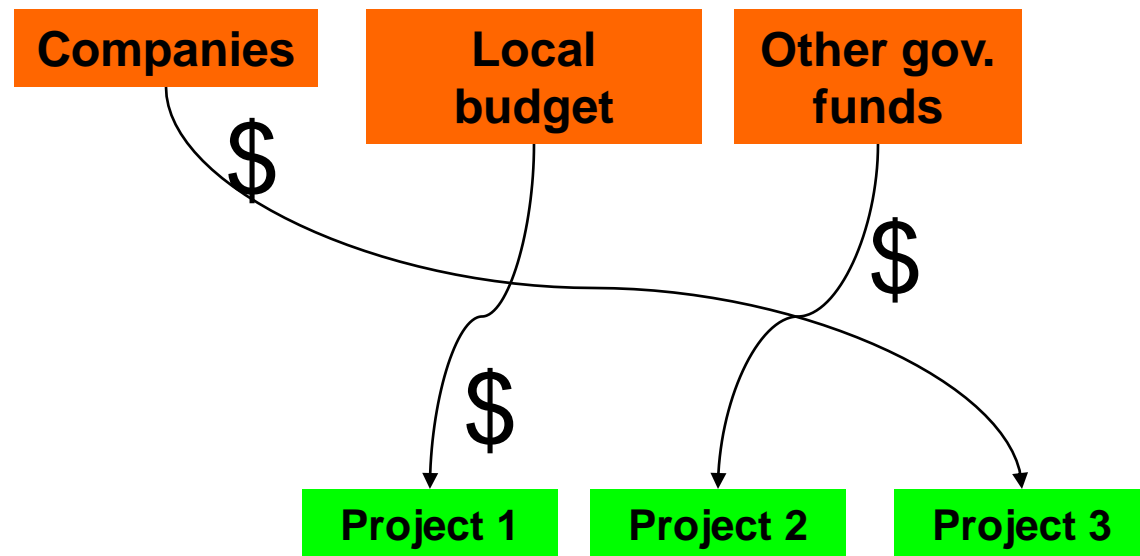 Companies
Local
budget
Other gov.
funds
$
$
$
Project 1
Project 2
Project 3